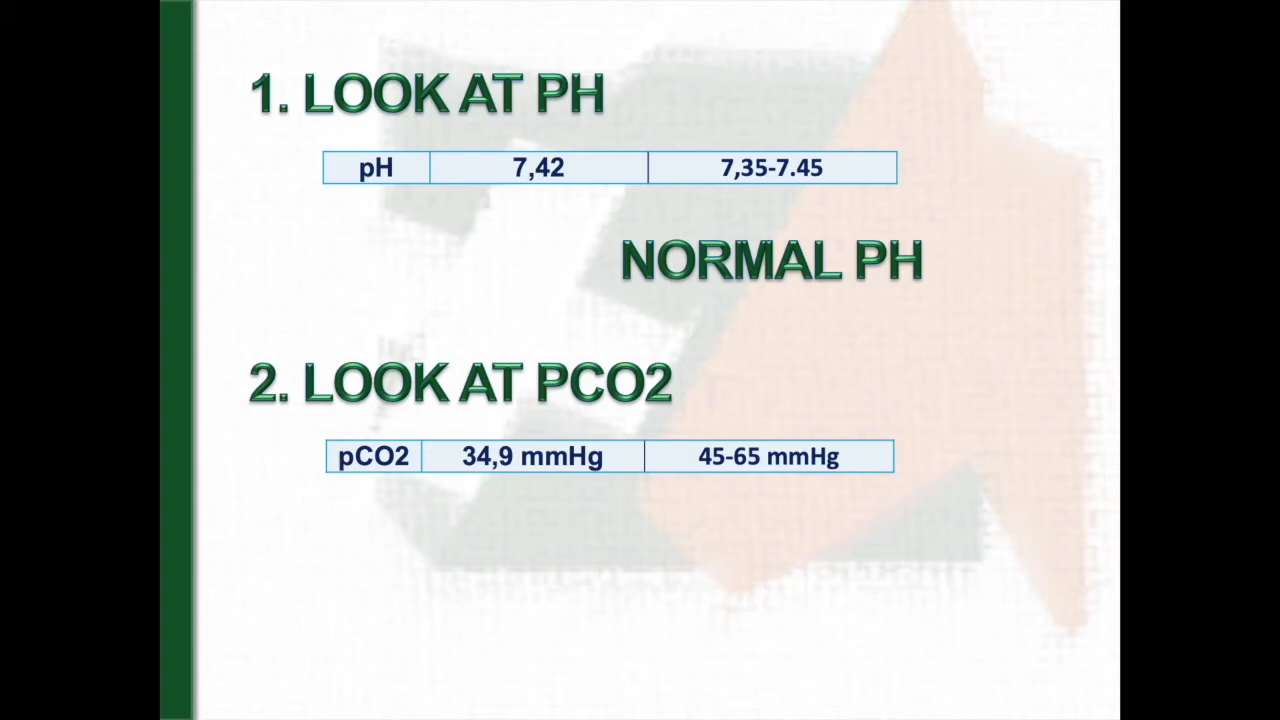 1. LOOK AT PH
pH 7,42 7,35-7.45
NORMAL PH
2. LOOK AT PCO2
pCO2 34,9 mmHg 45-65 mmHg